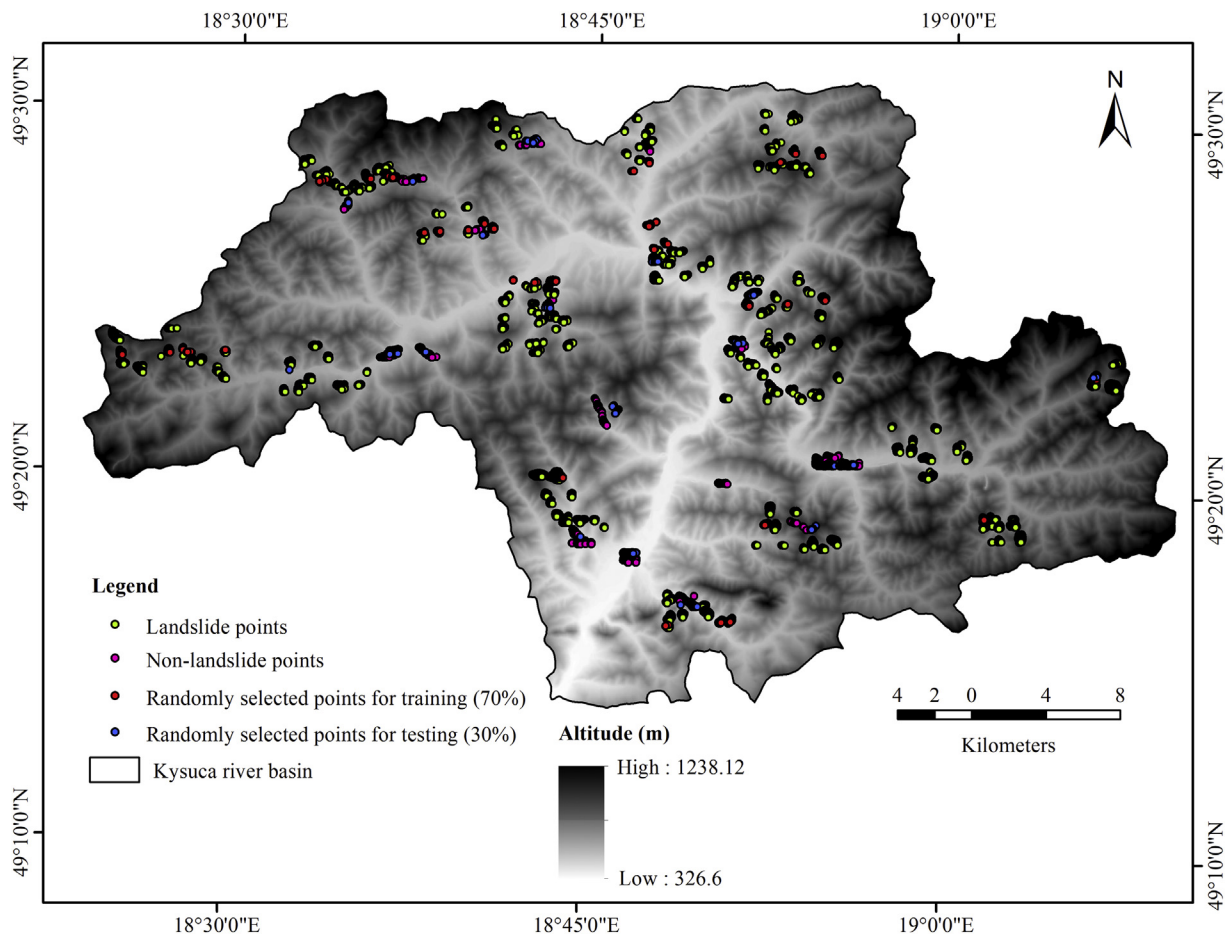 18°30'0"E 18°45'0"E 19°0'0"E
49°30'0"N
49°30'0"N
N
49°20'0"N
49°20'0"N
Legend
Landslide points
Non-landslide points
Randomly selected points for training (70%)
Randomly selected points for testing (30%)
Kysuca river basin
Altitude (m)
High : 1238.12
Low : 326.6
4 2 0 4 8
Kilometers
49°10'0"N
49°10'0"N
18°30'0"E 18°45'0"E 19°0'0"E